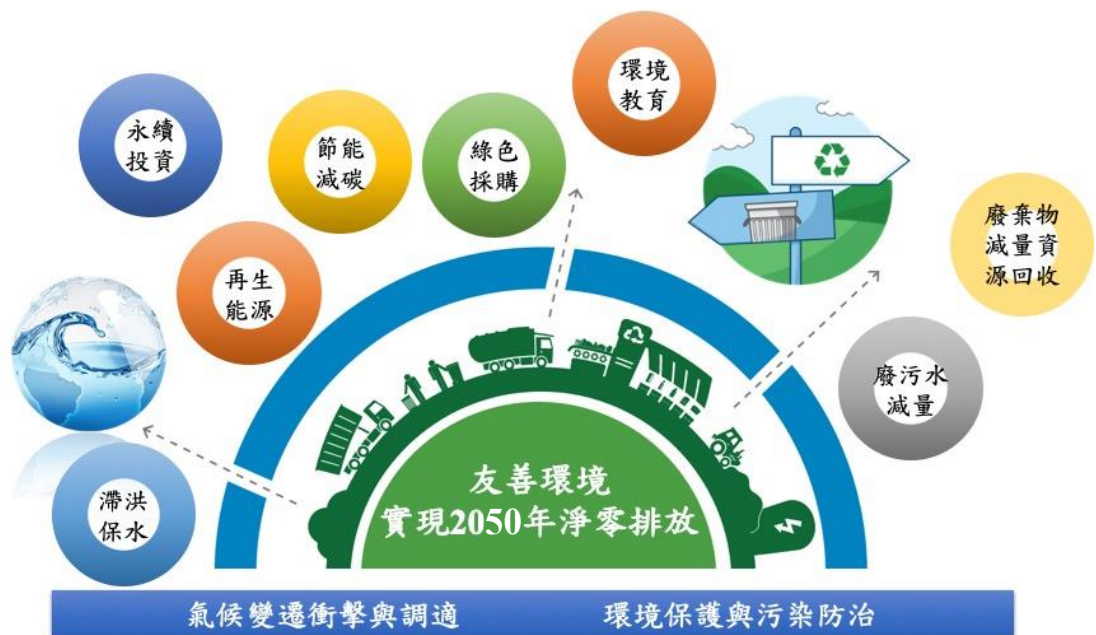 環境
教育
永續
投資
節能
減碳
綠色
採購
廢棄物
減量資
源回收
再生
能源
廢污水
減量
滯洪
保水
友善環境
實現2050年淨零排放
氣候變遷衝擊與調適
環境保護與污染防治